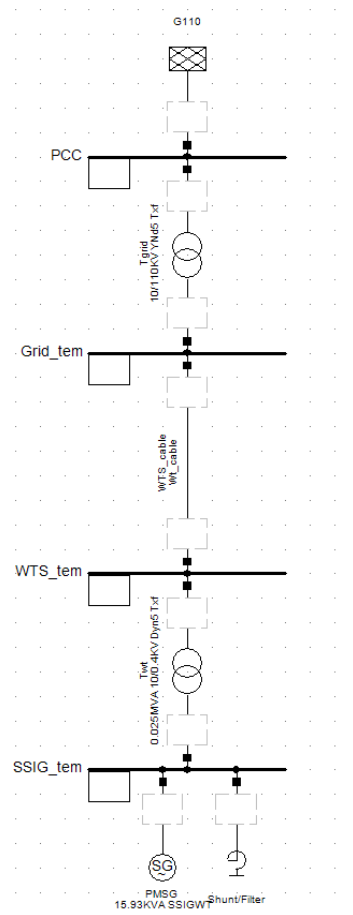 G110
PCC
Tgrid
10/110KV YNd5 Txf
Grid_tem
WTS_cable
Wt_cable
WTS_tem
Twt
0.025MVA 10/0.4KV Dyn5 Txf
SSIG_tem
SG
PMSG
15.93KVA SSIGWT
Shunt/Filter